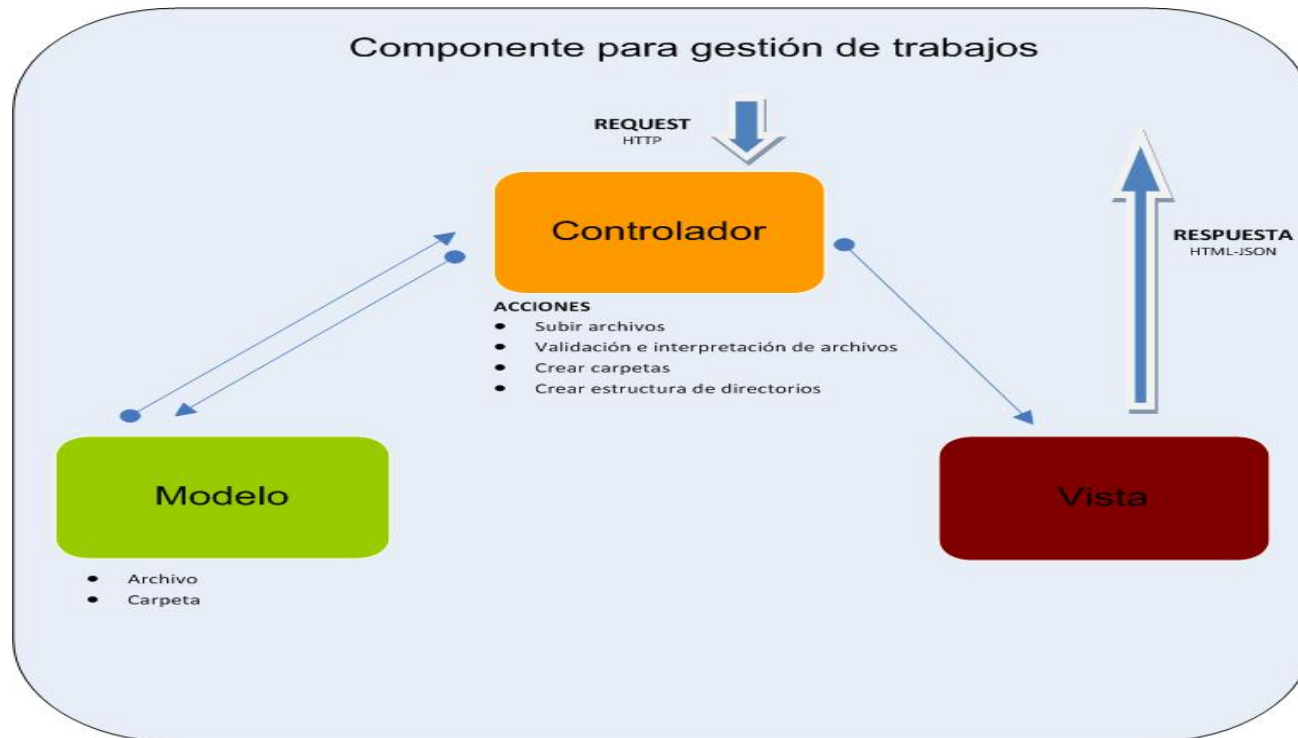 Componente para gestión de trabajos
REQUEST
HTTP
Controlador
RESPUESTA
HTML-JSON
ACCIONES
● Subir archivos
● Validación e interpretación de archivos
● Crear carpetas
● Crear estructura de directorios
Modelo
Vista
● Archivo
● Carpeta